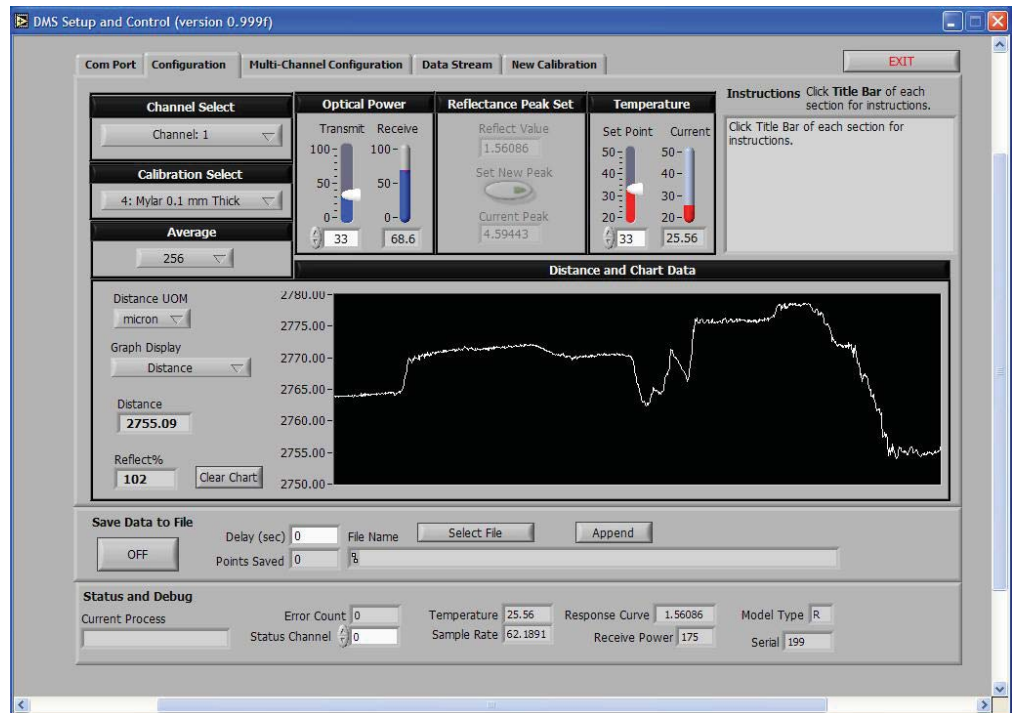 DMS Setup and Control (version 0.999f)
Com Port Configuration Multi-Channel Configuration Data Stream New Calibration
EXIT
Channel Select
Channel: 1
Calibration Select
4: Mylar 0.1 mm Thick
Average
256
Optical Power
Transmit Receive
100 100
50 50
0 0
33 68.6
Reflectance Peak Set
Reflect Value
1.56086
Set New Peak
Current Peak
4.59443
Temperature
Set Point Current
50 50
40 40
30 30
20 20
33 25.56
Instructions Click Title Bar of each
section for instructions.
Click Title Bar of each section for
instructions.
Distance and Chart Data
Distance UOM
micron
Graph Display
Distance
Distance
2755.09
Reflect%
102
Clear Chart
2780.00
2775.00
2770.00
2765.00
2760.00
2755.00
2750.00
Save Data to File
OFF
Delay (sec) 0 File Name Select File Append
Points Saved 0
Status and Debug
Current Process
Error Count 0 Temperature 25.56 Response Curve 1.56086 Model Type R
Status Channel 0 Sample Rate 62.1891 Receive Power 175 Serial 199